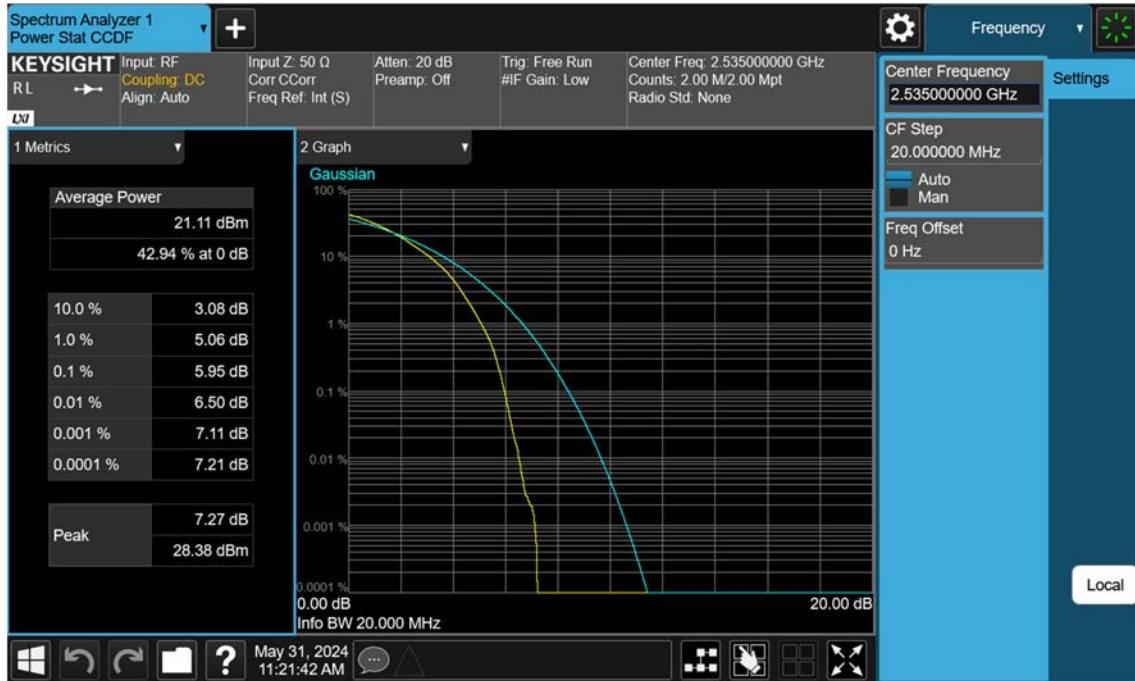 Spectrum Analyzer 1
Power Stat CCDF
+
Frequency
KEYSIGHT
R L
LXI
Input: RF
Coupling: DC
Align: Auto
Input Z: 50 Ω
Corr CCorr
Freq Ref: Int (S)
Atten: 20 dB
Preamp: Off
Trig: Free Run
#IF Gain: Low
Center Freq: 2.535000000 GHz
Counts: 2.00 M/2.00 Mpt
Radio Std: None
Center Frequency
2.535000000 GHz
Settings
CF Step
20.000000 MHz
Auto
Man
Freq Offset
0 Hz
1 Metrics
Average Power
21.11 dBm
42.94 % at 0 dB
10.0 % 3.08 dB
1.0 % 5.06 dB
0.1 % 5.95 dB
0.01 % 6.50 dB
0.001 % 7.11 dB
0.0001 % 7.21 dB
Peak 7.27 dB
28.38 dBm
2 Graph
Gaussian
100 %
10 %
1 %
0.1 %
0.01 %
0.001 %
0.0001 %
0.00 dB 20.00 dB
Info BW 20.000 MHz
Local
?
May 31, 2024
11:21:42 AM